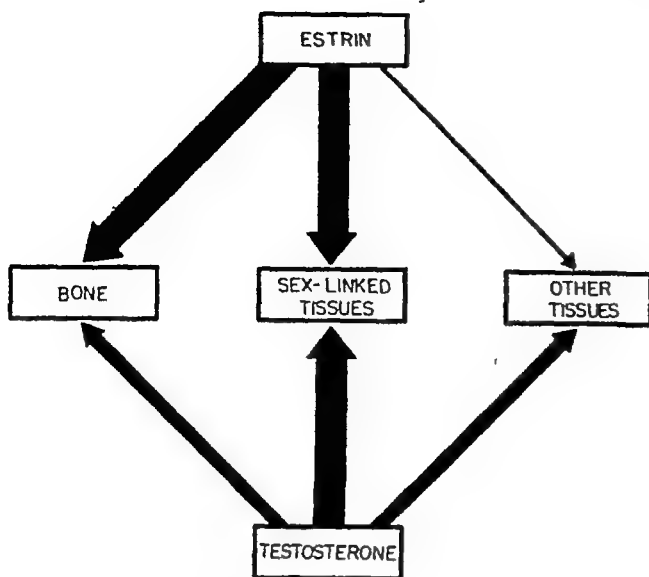 ESTRIN
BONE
SEX-LINKED
TISSUES
OTHER
TISSUES
TESTOSTERONE